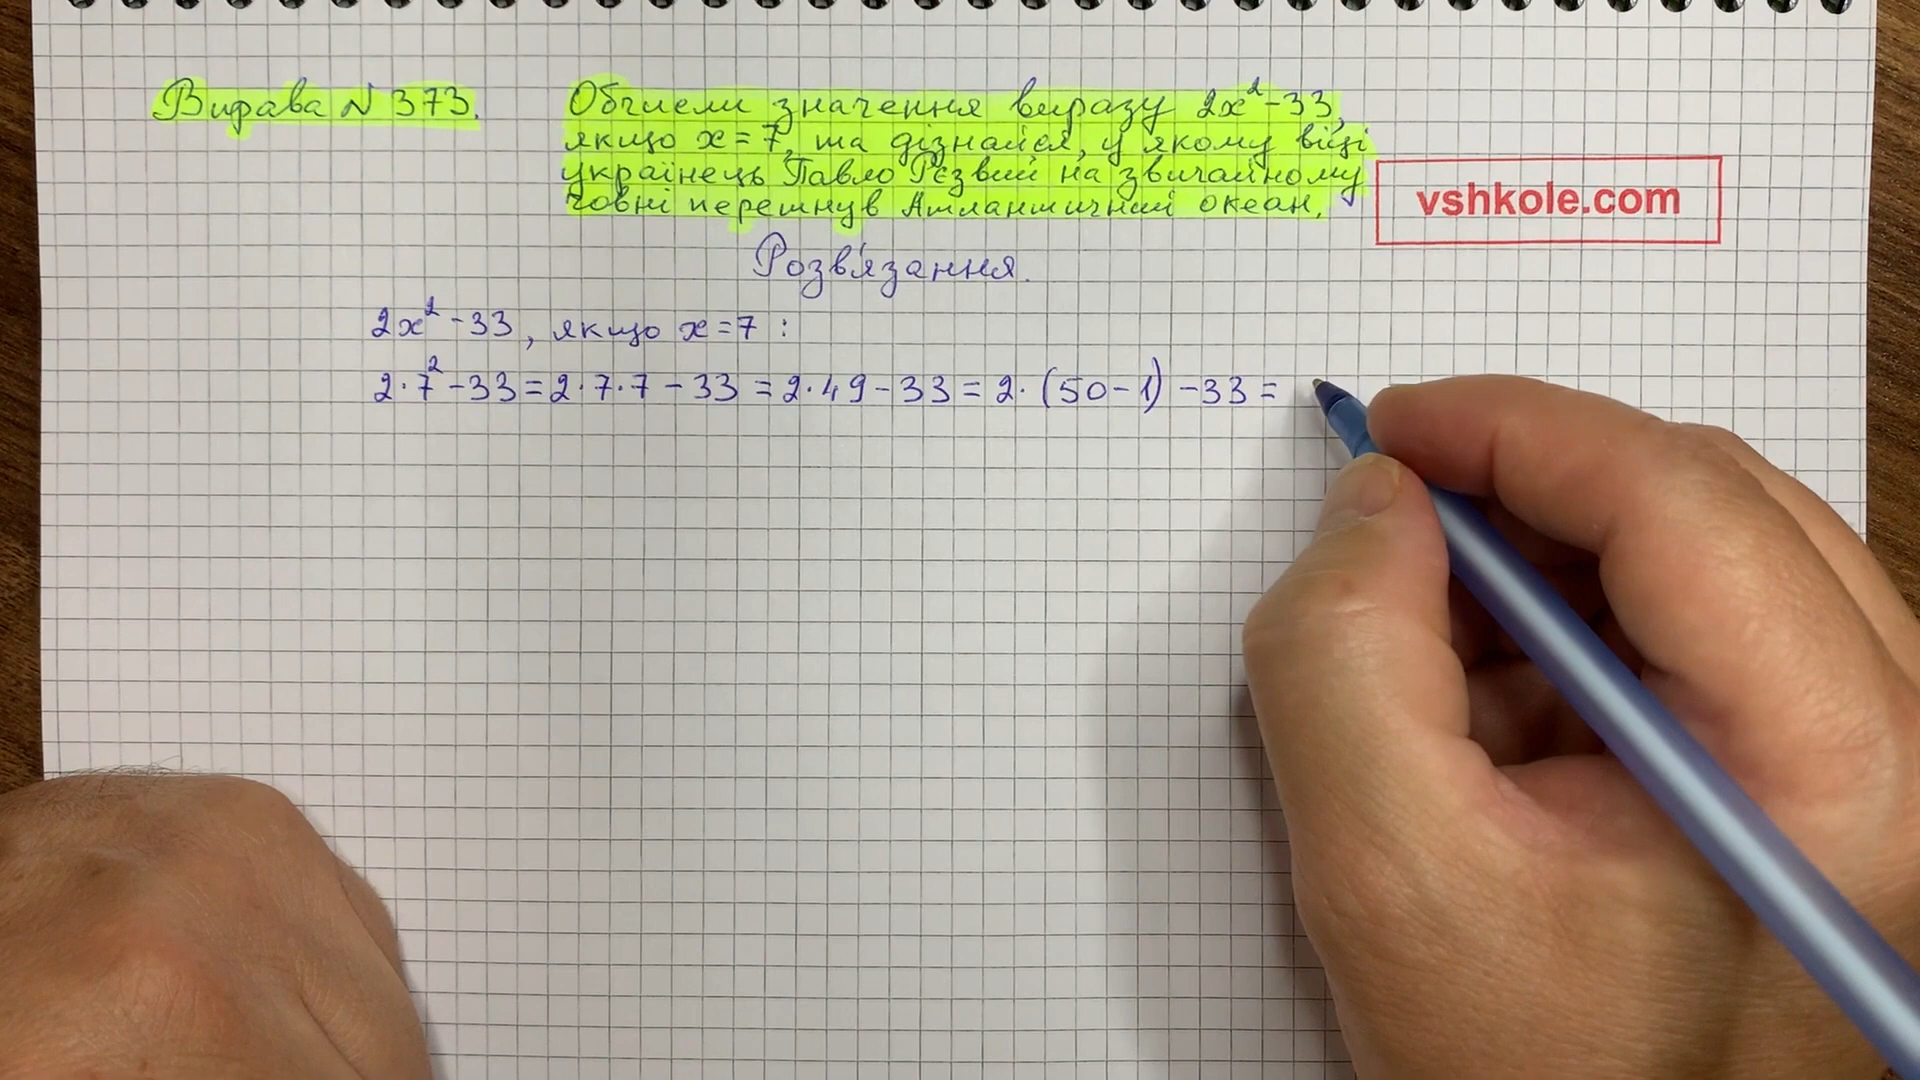 Вправа № 373.
Обчисли значення виразу 2x²-33,
якщо x=7, та дізнайся, у якому віці
українець Павло Рєзвий на звичайному
човні перетнув Атлантичний океан.
vshkole.com
Розв'язання.
2x²-33, якщо x=7:
2·7²-33=2·7·7-33=2·49-33=2·(50-1)-33=